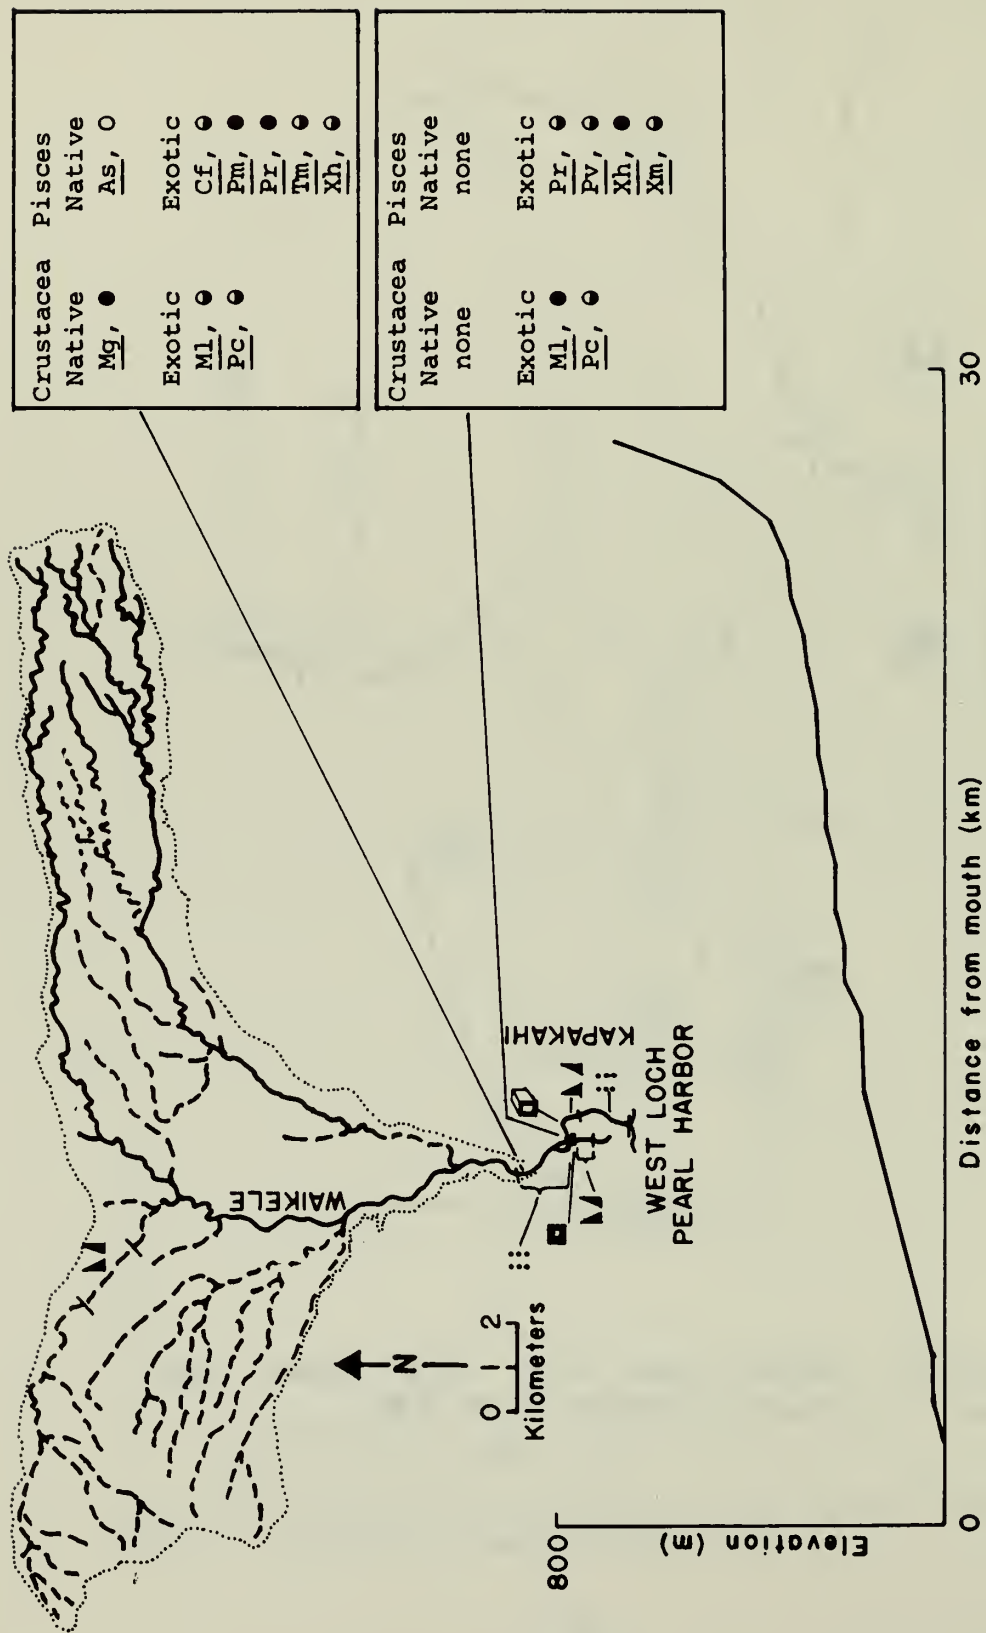 Crustacea Pisces
Native Native
Mg, ● As, ○
Exotic Exotic
Ml, ◑ Cf, ◑
Pc, ◑ Pm, ●
Pr, ●
Tm, ◑
Xh, ◑
Crustacea Pisces
Native Native
none none
Exotic Exotic
Ml, ● Pr, ◑
Pc, ◑ Pv, ◑
Xh, ●
Xm, ◑
WAIKELE
KAPAKAHI
WEST LOCH
PEARL HARBOR
N
0 2
Kilometers
800
Elevation (m)
0 30
Distance from mouth (km)